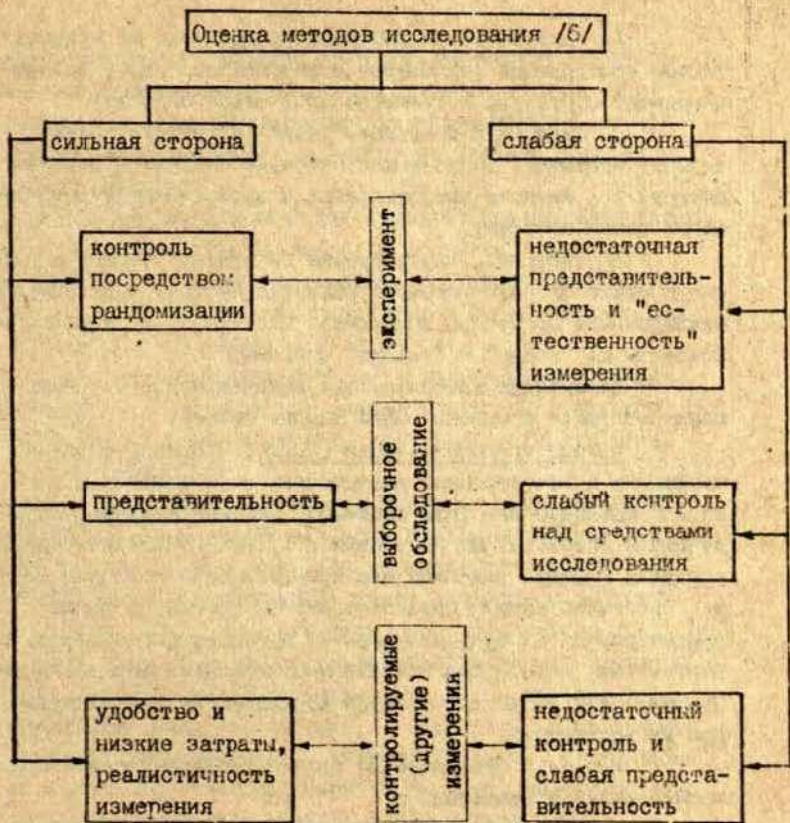 Оценка методов исследования /6/
сильная сторона
слабая сторона
контроль
посредством
рандомизации
эксперимент
недостаточная
представитель-
ность и "ес-
тественность"
измерения
представительность
выборочное
обследование
слабый контроль
над средствами
исследования
удобство и
низкие затраты,
реалистичность
измерения
контролируемые
(другие)
измерения
недостаточный
контроль и
слабая предста-
вительность